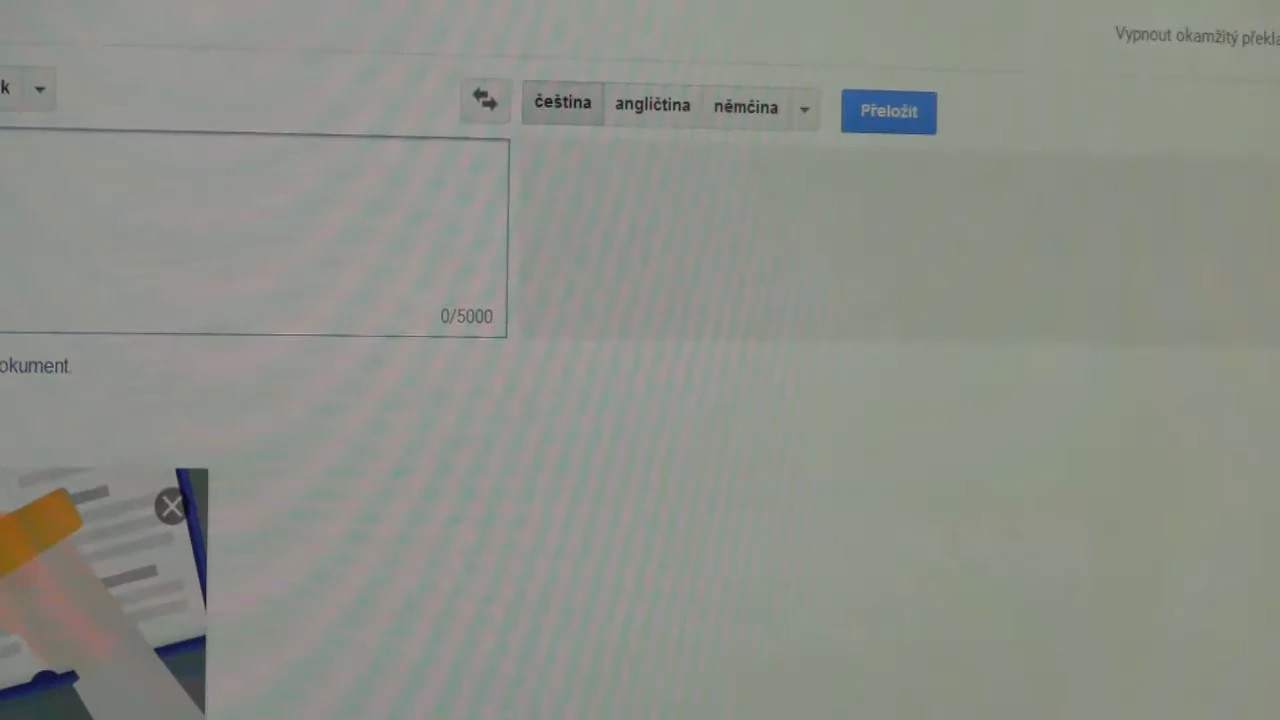 Vypnout okamžitý překla
k
čeština angličtina němčina Přeložit
0/5000
okument.